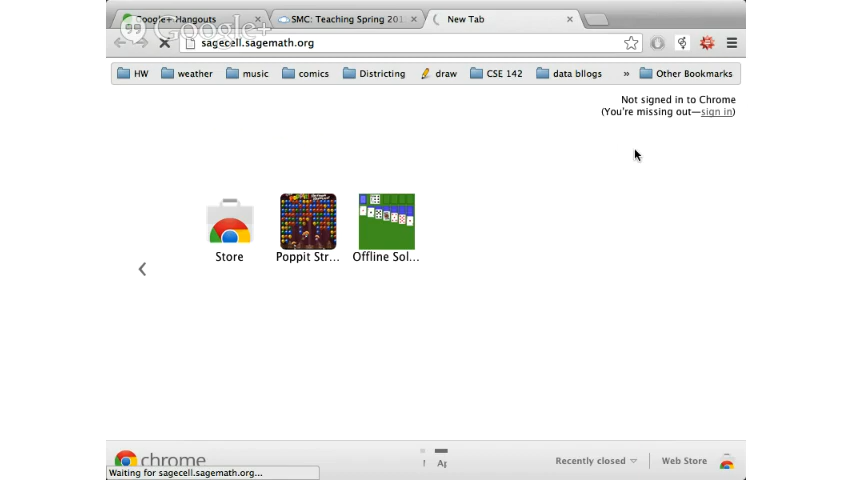 Google+ Hangouts
SMC: Teaching Spring 201
New Tab
Google+
sagecell.sagemath.org
HW
weather
music
comics
Districting
draw
CSE 142
data bllogs
»
Other Bookmarks
Not signed in to Chrome
(You're missing out—sign in)
Store
Poppit Str...
Offline Sol...
chrome
Ap
Recently closed
Web Store
Waiting for sagecell.sagemath.org...